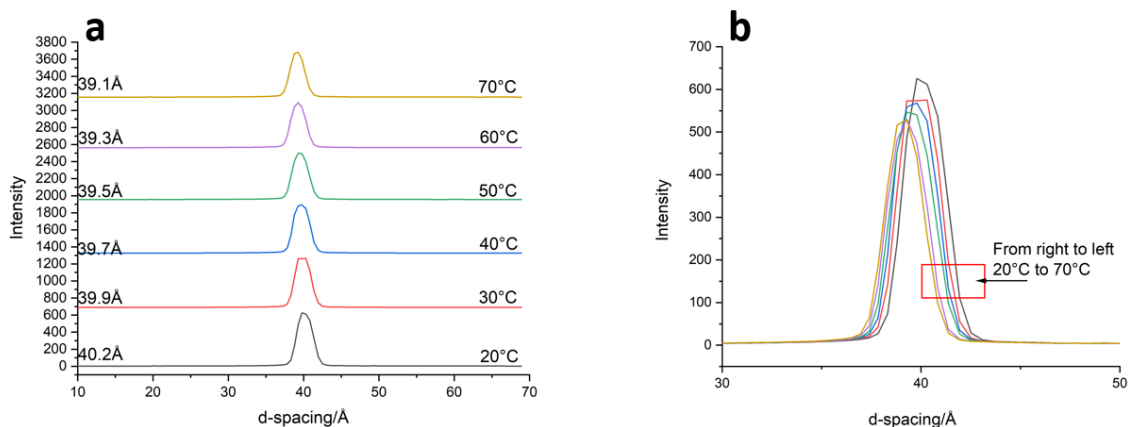 a
3800
3600
3400
3200
3000
2800
2600
2400
2200
2000
1800
1600
1400
1200
1000
800
600
400
200
0
Intensity
39.1Å 70°C
39.3Å 60°C
39.5Å 50°C
39.7Å 40°C
39.9Å 30°C
40.2Å 20°C
10 20 30 40 50 60 70
d-spacing/Å
b
700
600
500
400
300
200
100
0
Intensity
From right to left
20°C to 70°C
30 40 50
d-spacing/Å